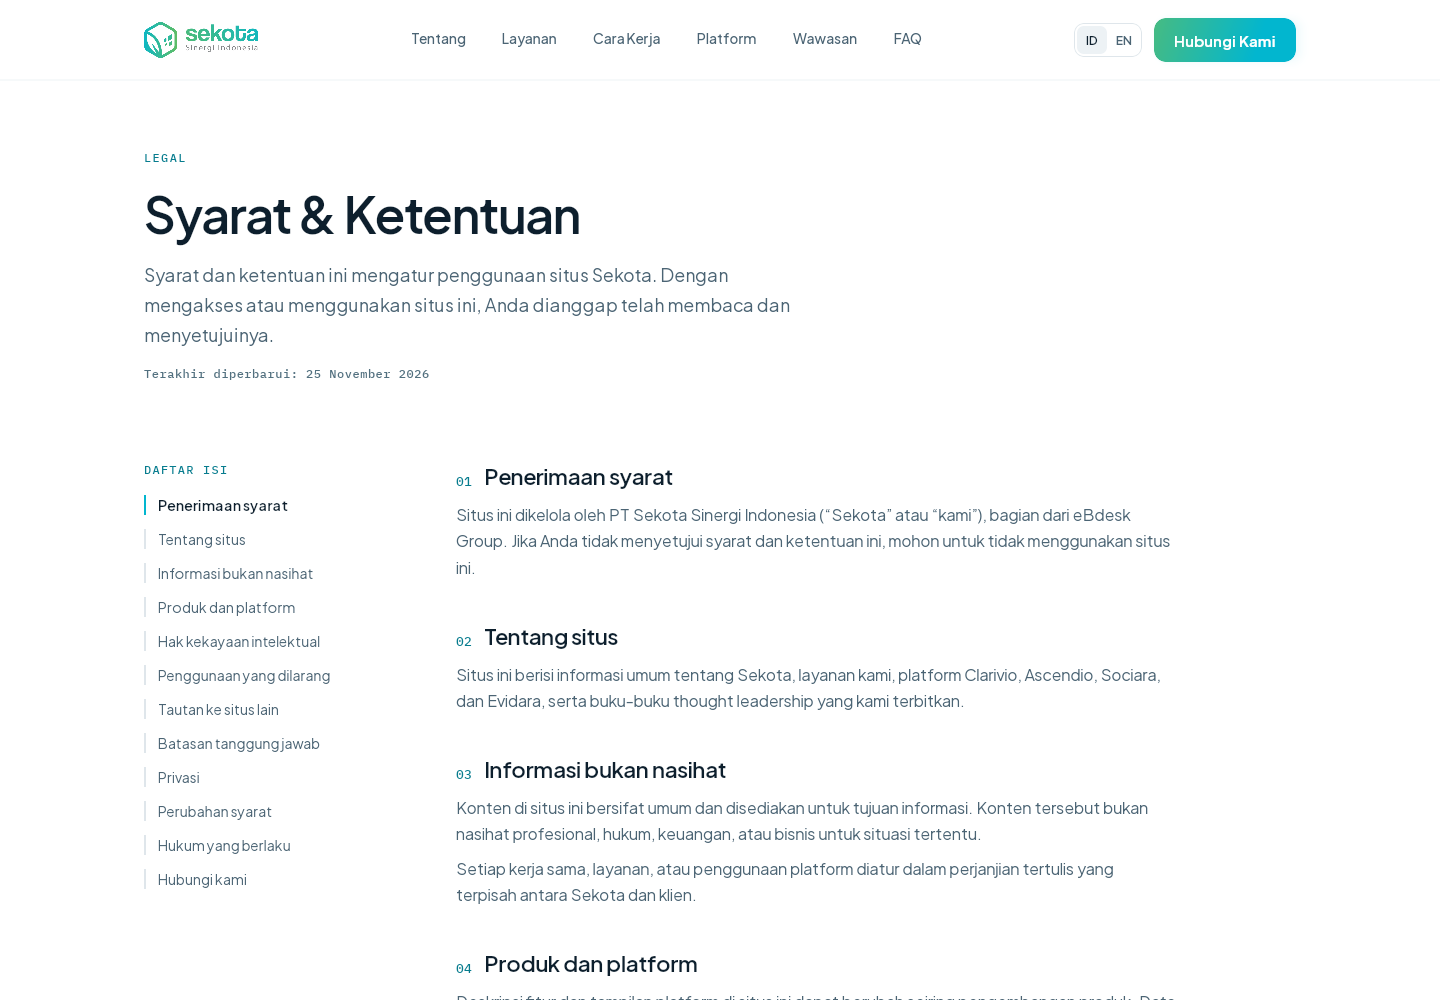 sekota
Sinergi Indonesia
Tentang
Layanan
Cara Kerja
Platform
Wawasan
FAQ
ID
EN
Hubungi Kami
LEGAL
Syarat & Ketentuan
Syarat dan ketentuan ini mengatur penggunaan situs Sekota. Dengan
mengakses atau menggunakan situs ini, Anda dianggap telah membaca dan
menyetujuinya.
Terakhir diperbarui: 25 November 2026
DAFTAR ISI
Penerimaan syarat
Tentang situs
Informasi bukan nasihat
Produk dan platform
Hak kekayaan intelektual
Penggunaan yang dilarang
Tautan ke situs lain
Batasan tanggung jawab
Privasi
Perubahan syarat
Hukum yang berlaku
Hubungi kami
01 Penerimaan syarat
Situs ini dikelola oleh PT Sekota Sinergi Indonesia (“Sekota” atau “kami”), bagian dari eBdesk
Group. Jika Anda tidak menyetujui syarat dan ketentuan ini, mohon untuk tidak menggunakan situs
ini.
02 Tentang situs
Situs ini berisi informasi umum tentang Sekota, layanan kami, platform Clarivio, Ascendio, Sociara,
dan Evidara, serta buku-buku thought leadership yang kami terbitkan.
03 Informasi bukan nasihat
Konten di situs ini bersifat umum dan disediakan untuk tujuan informasi. Konten tersebut bukan
nasihat profesional, hukum, keuangan, atau bisnis untuk situasi tertentu.
Setiap kerja sama, layanan, atau penggunaan platform diatur dalam perjanjian tertulis yang
terpisah antara Sekota dan klien.
04 Produk dan platform